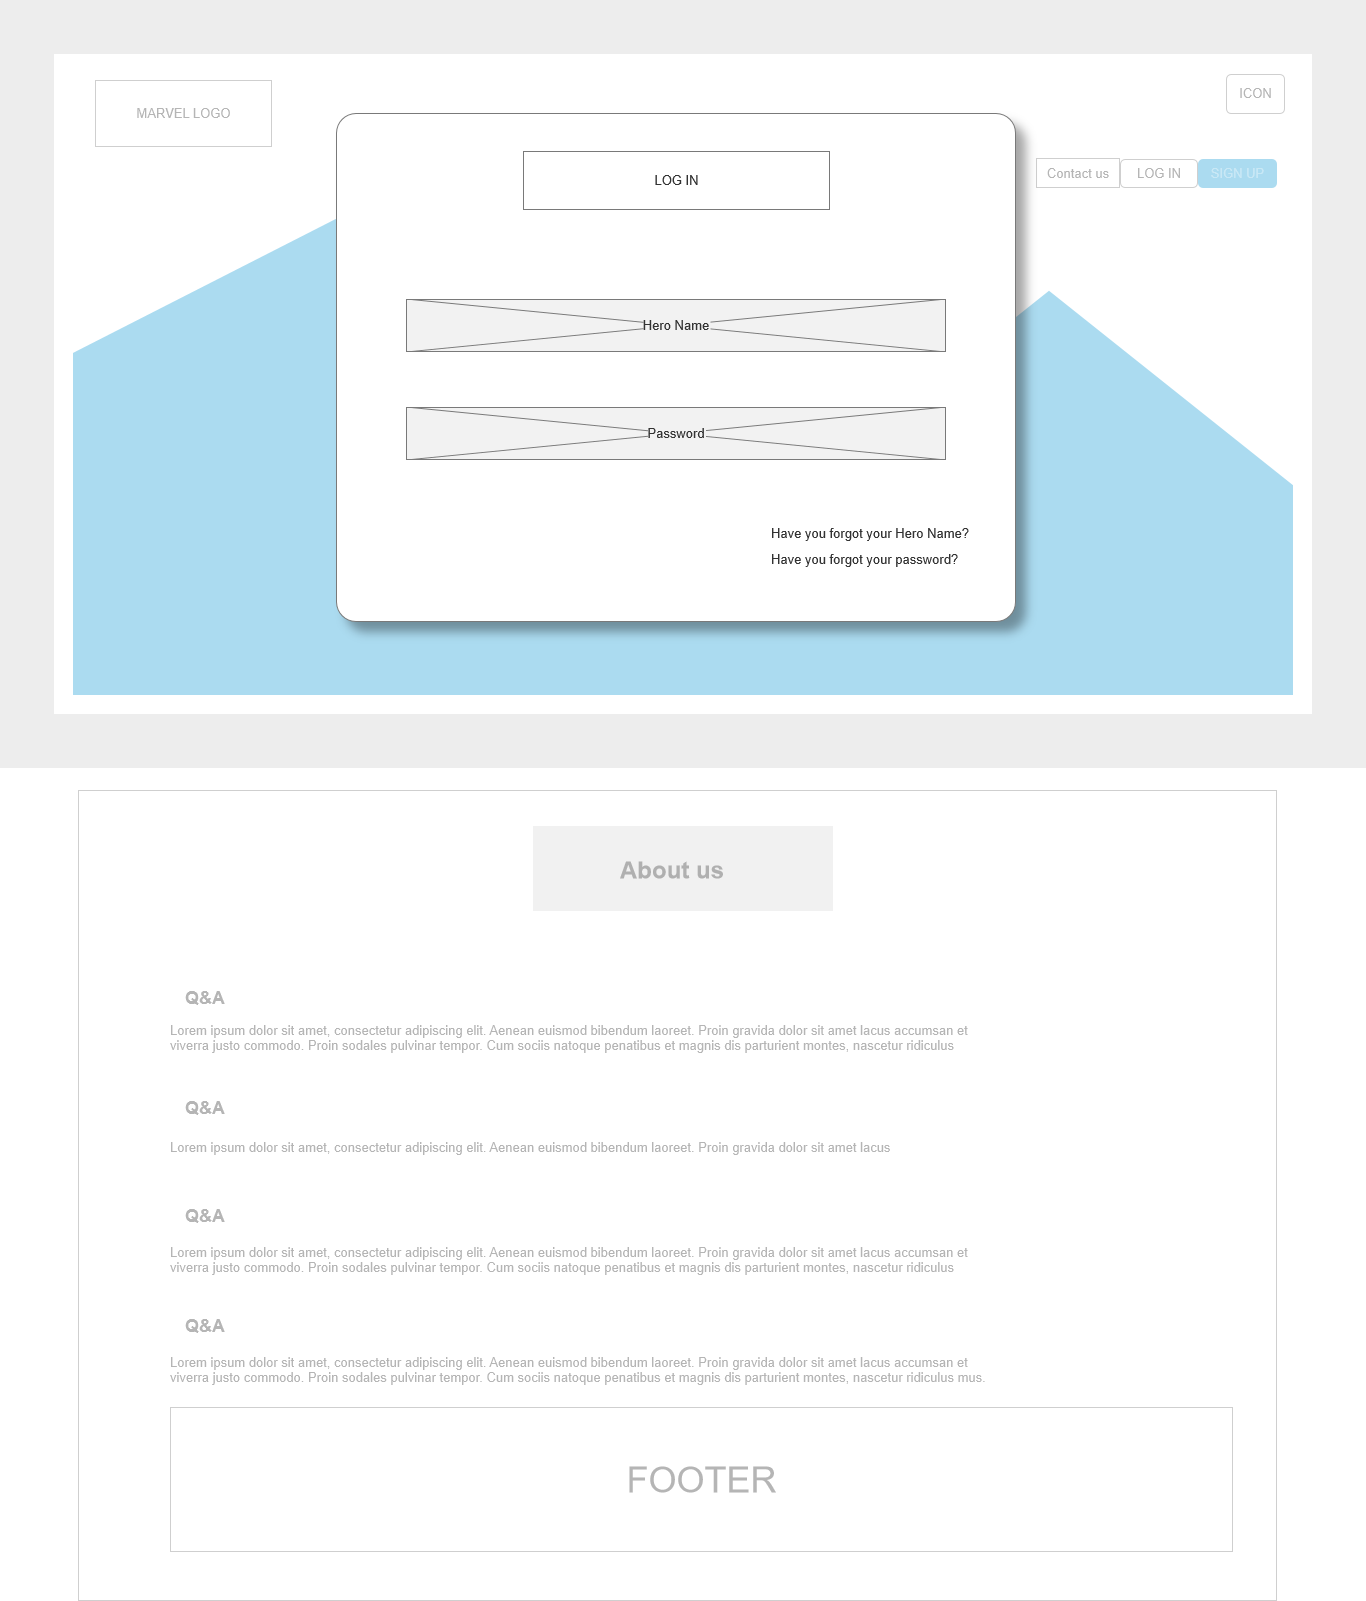 MARVEL LOGO
ICON
Contact us
LOG IN
SIGN UP
LOG IN
Hero Name
Password
Have you forgot your Hero Name?
Have you forgot your password?
About us
Q&A
Lorem ipsum dolor sit amet, consectetur adipiscing elit. Aenean euismod bibendum laoreet. Proin gravida dolor sit amet lacus accumsan et
viverra justo commodo. Proin sodales pulvinar tempor. Cum sociis natoque penatibus et magnis dis parturient montes, nascetur ridiculus
Q&A
Lorem ipsum dolor sit amet, consectetur adipiscing elit. Aenean euismod bibendum laoreet. Proin gravida dolor sit amet lacus
Q&A
Lorem ipsum dolor sit amet, consectetur adipiscing elit. Aenean euismod bibendum laoreet. Proin gravida dolor sit amet lacus accumsan et
viverra justo commodo. Proin sodales pulvinar tempor. Cum sociis natoque penatibus et magnis dis parturient montes, nascetur ridiculus
Q&A
Lorem ipsum dolor sit amet, consectetur adipiscing elit. Aenean euismod bibendum laoreet. Proin gravida dolor sit amet lacus accumsan et
viverra justo commodo. Proin sodales pulvinar tempor. Cum sociis natoque penatibus et magnis dis parturient montes, nascetur ridiculus mus.
FOOTER